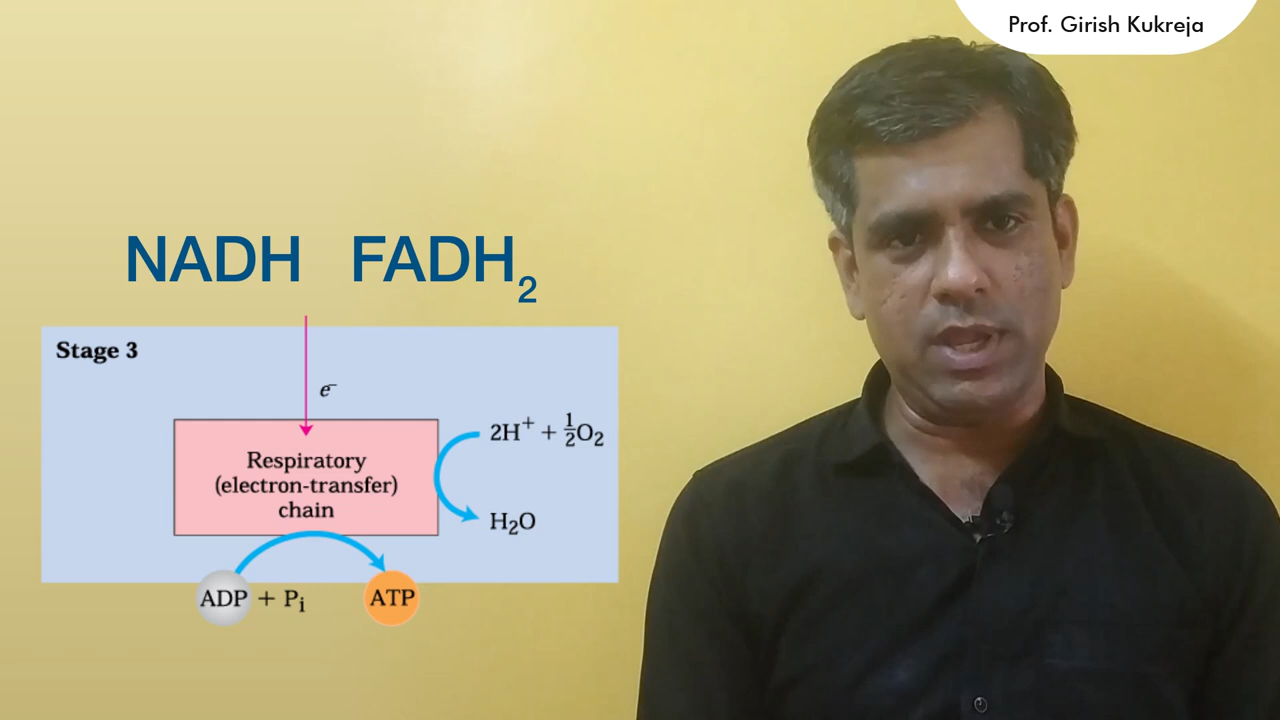 Prof. Girish Kukreja
NADH FADH₂
Stage 3
e⁻
2H⁺ + ½O₂
Respiratory
(electron-transfer)
chain
H₂O
ADP + Pᵢ
ATP